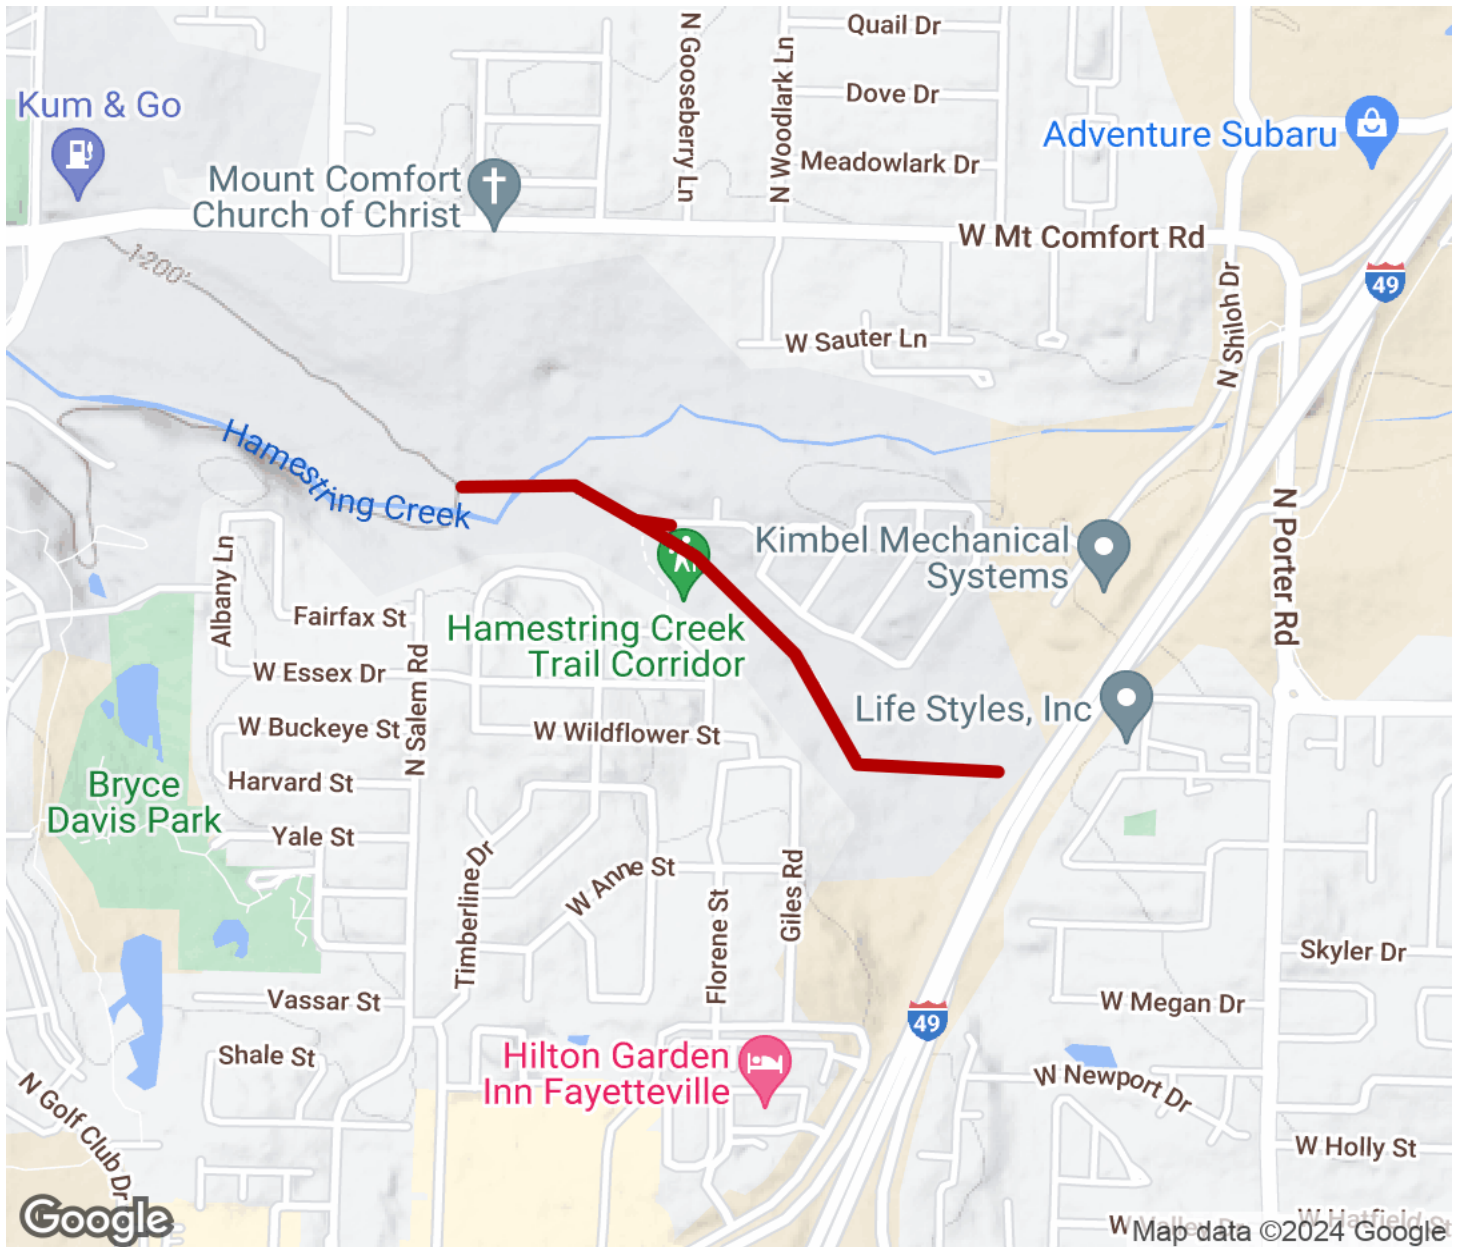 Quail Dr
N Gooseberry Ln
N Woodlark Ln
Dove Dr
Kum & Go
Adventure Subaru
Meadowlark Dr
Mount Comfort
Church of Christ
W Mt Comfort Rd
1200'
49
N Shiloh Dr
W Sauter Ln
Hamestring Creek
N Porter Rd
Kimbel Mechanical
Systems
Albany Ln
Fairfax St
Hamestring Creek
Trail Corridor
W Essex Dr
N Salem Rd
Life Styles, Inc
W Buckeye St
W Wildflower St
Harvard St
Bryce
Davis Park
Yale St
Timberline Dr
W Anne St
Giles Rd
Florene St
Skyler Dr
Vassar St
W Megan Dr
49
Shale St
Hilton Garden
Inn Fayetteville
W Newport Dr
N Golf Club Dr
W Holly St
Google
W Valley Dr
W Hatfield St
Map data ©2024 Google